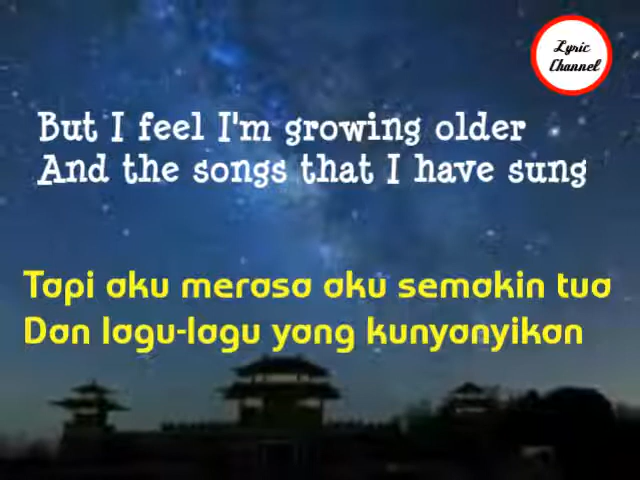 Lyric
Channel
But I feel I'm growing older
And the songs that I have sung
Tapi aku merasa aku semakin tua
Dan lagu-lagu yang kunyanyikan